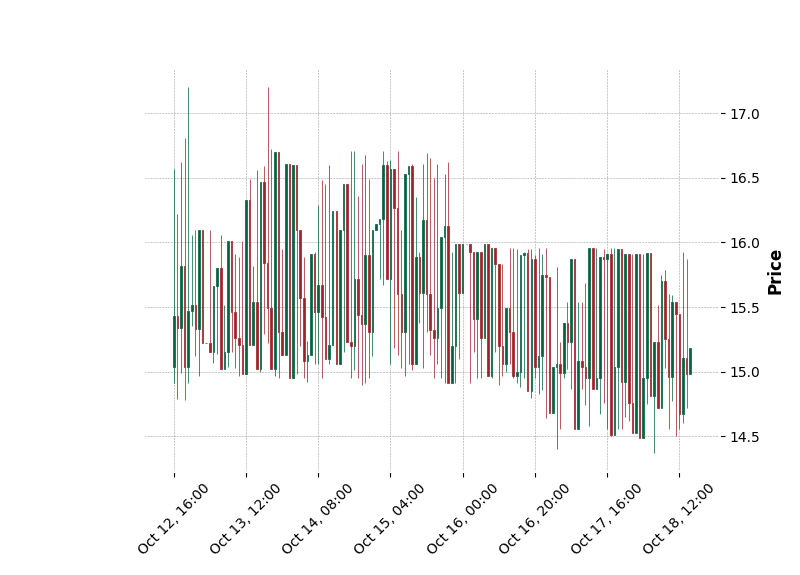 17.0
16.5
16.0
15.5
15.0
14.5
Price
Oct 12, 16:00
Oct 13, 12:00
Oct 14, 08:00
Oct 15, 04:00
Oct 16, 00:00
Oct 16, 20:00
Oct 17, 16:00
Oct 18, 12:00